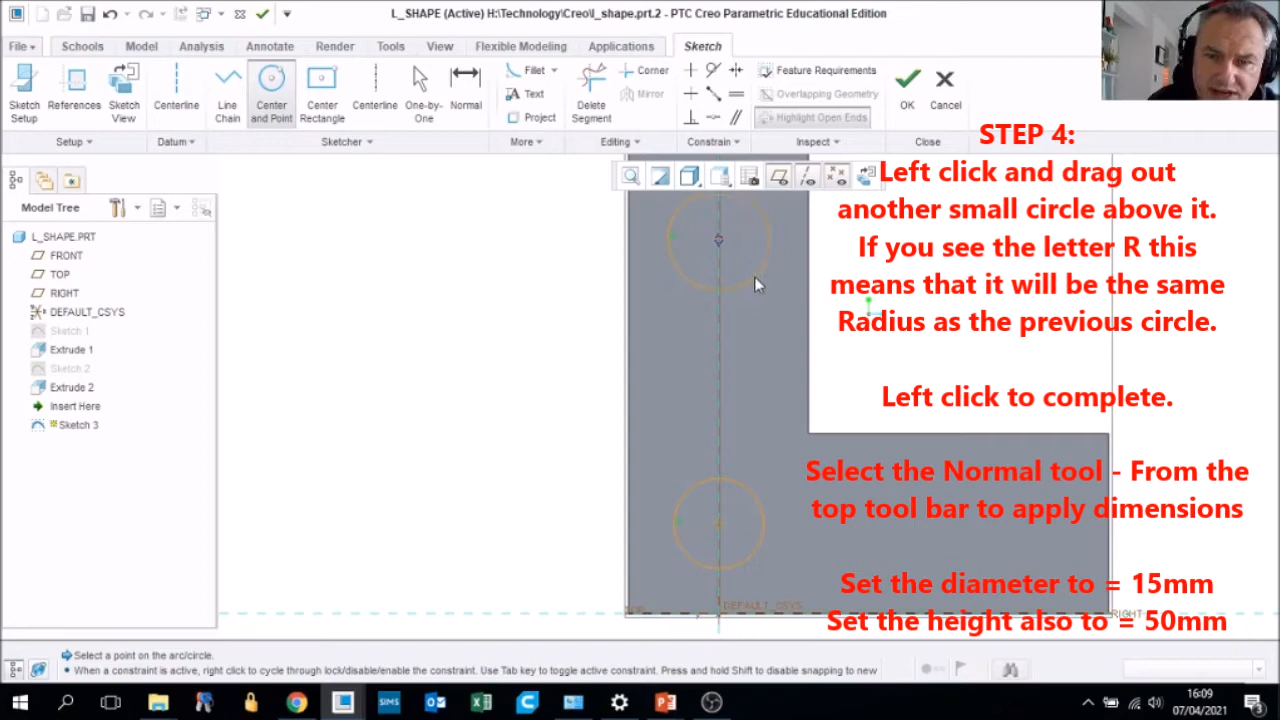 L_SHAPE (Active) H:\Technology\Creo\l_shape.prt.2 - PTC Creo Parametric Educational Edition
File Schools Model Analysis Annotate Render Tools View Flexible Modeling Applications Sketch
Sketch Setup
References
Sketch View
Centerline
Line Chain
Center and Point
Center Rectangle
Centerline
One-by-One
Normal
Fillet
Text
Project
Delete Segment
Corner
Mirror
Feature Requirements
Overlapping Geometry
Highlight Open Ends
OK
Cancel
Setup Datum Sketcher More Editing Constrain Inspect Close
Model Tree
L_SHAPE.PRT
FRONT
TOP
RIGHT
DEFAULT_CSYS
Sketch 1
Extrude 1
Sketch 2
Extrude 2
Insert Here
Sketch 3
STEP 4:
Left click and drag out
another small circle above it.
If you see the letter R this
means that it will be the same
Radius as the previous circle.
Left click to complete.
Select the Normal tool - From the
top tool bar to apply dimensions
Set the diameter to = 15mm
Set the height also to = 50mm
DEFAULT_CSYS
RIGHT
Select a point on the arc/circle.
When a constraint is active, right click to cycle through lock/disable/enable the constraint. Use Tab key to toggle active constraint. Press and hold Shift to disable snapping to new
SIMS
16:09
07/04/2021
3